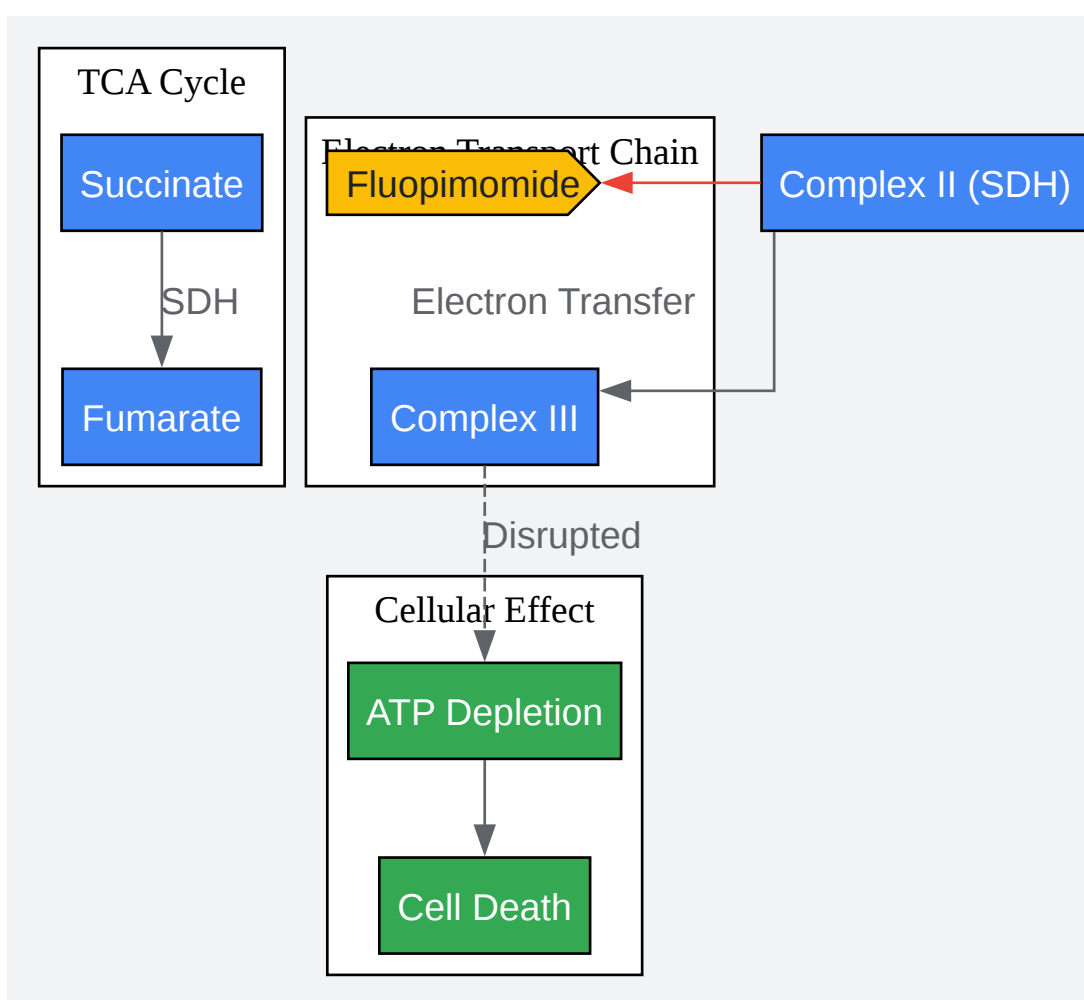 TCA Cycle
Succinate
SDH
Fumarate
Electron Transport Chain
Fluopimomide
Complex II (SDH)
Electron Transfer
Complex III
Disrupted
Cellular Effect
ATP Depletion
Cell Death